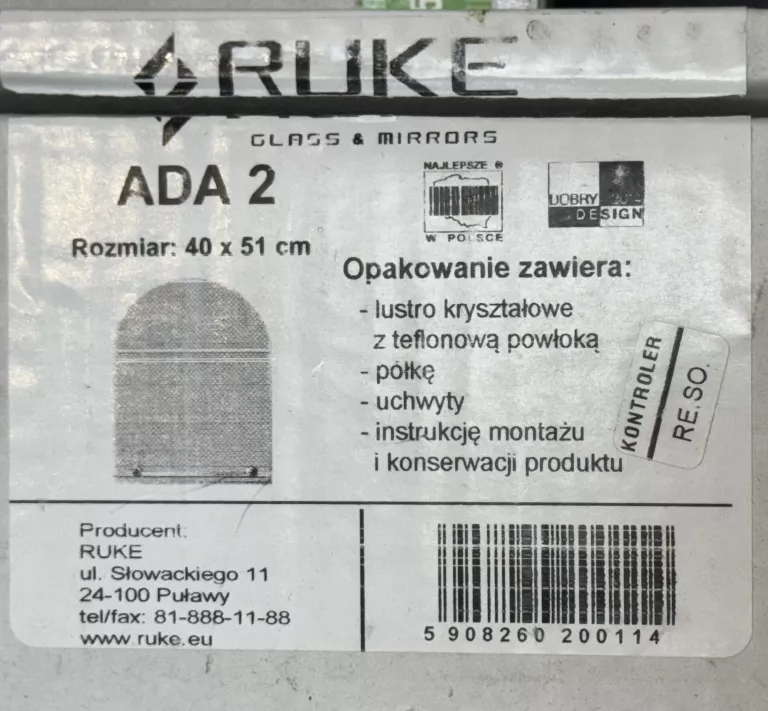 RUKE
GLASS & MIRRORS
ADA 2
Rozmiar: 40 x 51 cm
NAJLEPSZE ®
W POLSCE
DOBRY
DESIGN
Opakowanie zawiera:
- lustro kryształowe
z teflonową powłoką
- półkę
- uchwyty
- instrukcję montażu
i konserwacji produktu
KONTROLER
RE.SO.
Producent:
RUKE
ul. Słowackiego 11
24-100 Puławy
tel/fax: 81-888-11-88
www.ruke.eu
5 908260 200114